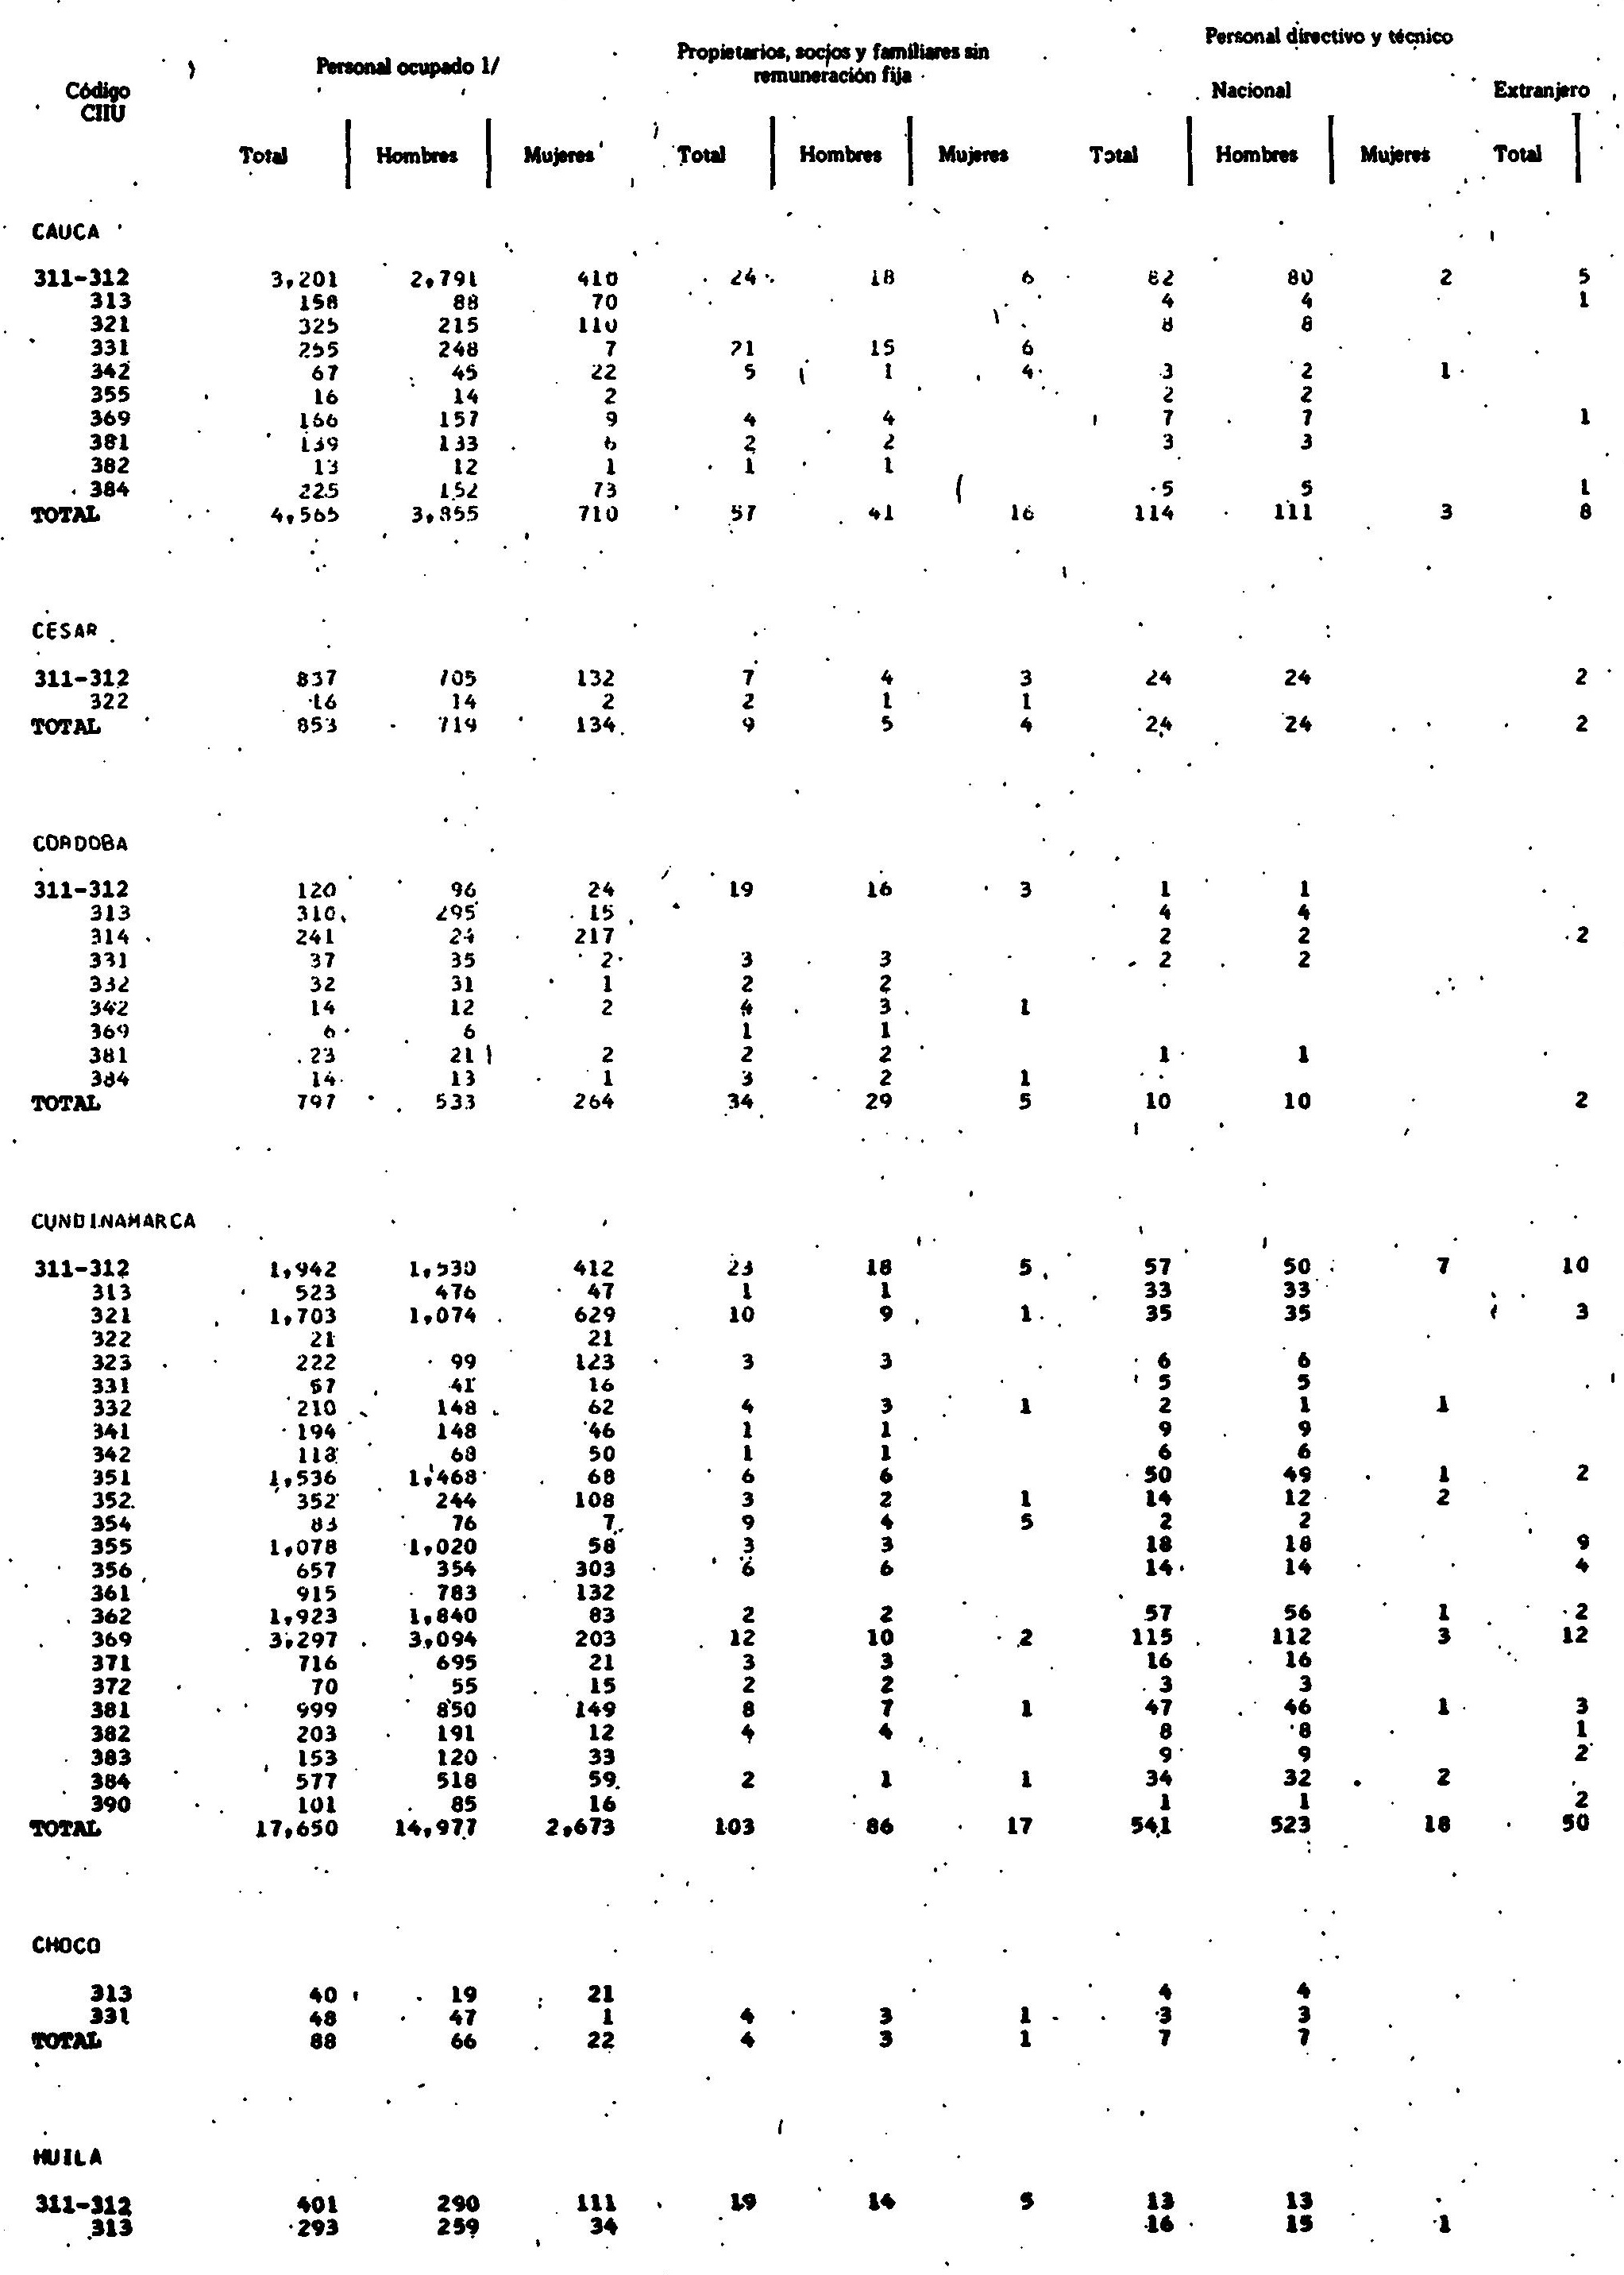 Personal directivo y técnico
Propietarios, socios y familiares sin
Personal ocupado 1/ remuneración fija
Código Nacional Extranjero
CIIU
Total Hombres Mujeres Total Hombres Mujeres Total Hombres Mujeres Total
CAUCA
311-312 3,201 2,791 410 24 18 6 82 80 2 5
313 158 88 70 4 4 1
321 325 215 110 8 8
331 255 248 7 21 15 6
342 67 45 22 5 1 4 3 2 1
355 16 14 2 2 2
369 166 157 9 4 4 7 7 1
381 139 133 6 2 2 3 3
382 13 12 1 1 1
384 225 152 73 5 5 1
TOTAL 4,565 3,855 710 57 41 16 114 111 3 8
CESAR
311-312 837 705 132 7 4 3 24 24 2
322 16 14 2 2 1 1
TOTAL 853 719 134 9 5 4 24 24 2
CORDOBA
311-312 120 96 24 19 16 3 1 1
313 310 295 15 4 4
314 241 24 217 2 2 2
331 37 35 2 3 3 2 2
332 32 31 1 2 2
342 14 12 2 4 3 1
369 6 6 1 1
381 23 21 2 2 2 1 1
384 14 13 1 3 2 1
TOTAL 797 533 264 34 29 5 10 10 2
CUNDINAMARCA
311-312 1,942 1,530 412 23 18 5 57 50 7 10
313 523 476 47 1 1 33 33
321 1,703 1,074 629 10 9 1 35 35 3
322 21 21
323 222 99 123 3 3 6 6
331 57 41 16 5 5
332 210 148 62 4 3 1 2 1 1
341 194 148 46 1 1 9 9
342 118 68 50 1 1 6 6
351 1,536 1,468 68 6 6 50 49 1 2
352 352 244 108 3 2 1 14 12 2
354 83 76 7 9 4 5 2 2
355 1,078 1,020 58 3 3 18 18 9
356 657 354 303 6 6 14 14 4
361 915 783 132
362 1,923 1,840 83 2 2 57 56 1 2
369 3,297 3,094 203 12 10 2 115 112 3 12
371 716 695 21 3 3 16 16
372 70 55 15 2 2 3 3
381 999 850 149 8 7 1 47 46 1 3
382 203 191 12 4 4 8 8 1
383 153 120 33 9 9 2
384 577 518 59 2 1 1 34 32 2
390 101 85 16 1 1 2
TOTAL 17,650 14,977 2,673 103 86 17 541 523 18 50
CHOCO
313 40 19 21 4 4
331 48 47 1 4 3 1 3 3
TOTAL 88 66 22 4 3 1 7 7
HUILA
311-312 401 290 111 19 14 5 13 13
313 293 259 34 16 15 1